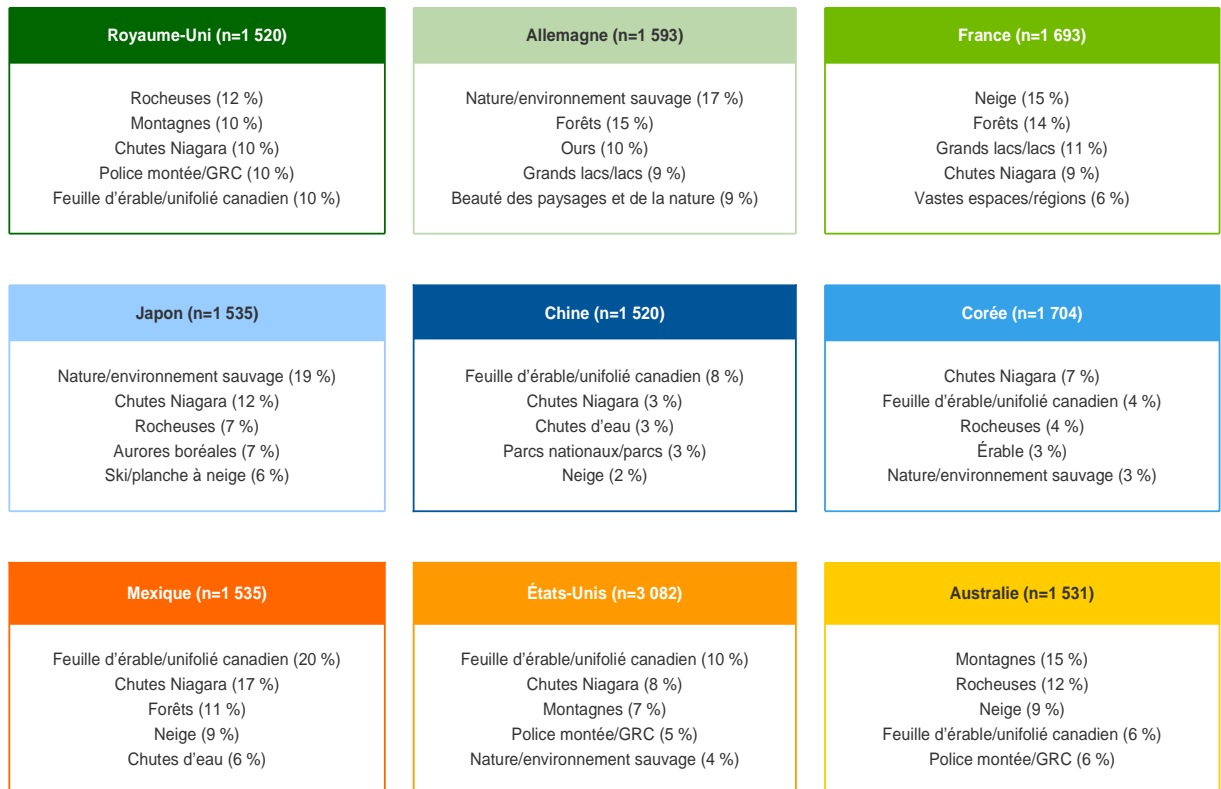 Royaume-Uni (n=1 520)
Rocheuses (12 %)
Montagnes (10 %)
Chutes Niagara (10 %)
Police montée/GRC (10 %)
Feuille d'érable/unifolié canadien (10 %)
Allemagne (n=1 593)
Nature/environnement sauvage (17 %)
Forêts (15 %)
Ours (10 %)
Grands lacs/lacs (9 %)
Beauté des paysages et de la nature (9 %)
France (n=1 693)
Neige (15 %)
Forêts (14 %)
Grands lacs/lacs (11 %)
Chutes Niagara (9 %)
Vastes espaces/régions (6 %)
Japon (n=1 535)
Nature/environnement sauvage (19 %)
Chutes Niagara (12 %)
Rocheuses (7 %)
Aurores boréales (7 %)
Ski/planche à neige (6 %)
Chine (n=1 520)
Feuille d'érable/unifolié canadien (8 %)
Chutes Niagara (3 %)
Chutes d'eau (3 %)
Parcs nationaux/parcs (3 %)
Neige (2 %)
Corée (n=1 704)
Chutes Niagara (7 %)
Feuille d'érable/unifolié canadien (4 %)
Rocheuses (4 %)
Érable (3 %)
Nature/environnement sauvage (3 %)
Mexique (n=1 535)
Feuille d'érable/unifolié canadien (20 %)
Chutes Niagara (17 %)
Forêts (11 %)
Neige (9 %)
Chutes d'eau (6 %)
États-Unis (n=3 082)
Feuille d'érable/unifolié canadien (10 %)
Chutes Niagara (8 %)
Montagnes (7 %)
Police montée/GRC (5 %)
Nature/environnement sauvage (4 %)
Australie (n=1 531)
Montagnes (15 %)
Rocheuses (12 %)
Neige (9 %)
Feuille d'érable/unifolié canadien (6 %)
Police montée/GRC (6 %)